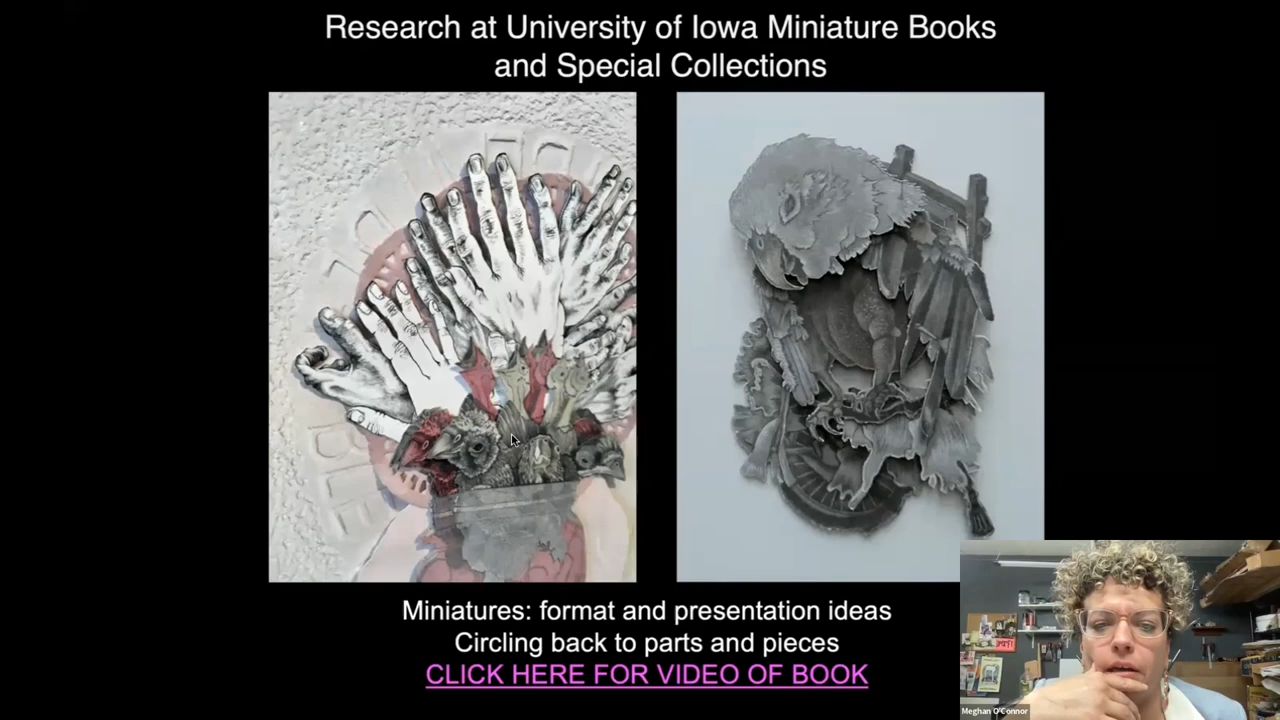 Research at University of Iowa Miniature Books
and Special Collections
Miniatures: format and presentation ideas
Circling back to parts and pieces
CLICK HERE FOR VIDEO OF BOOK
Meghan O'Connor